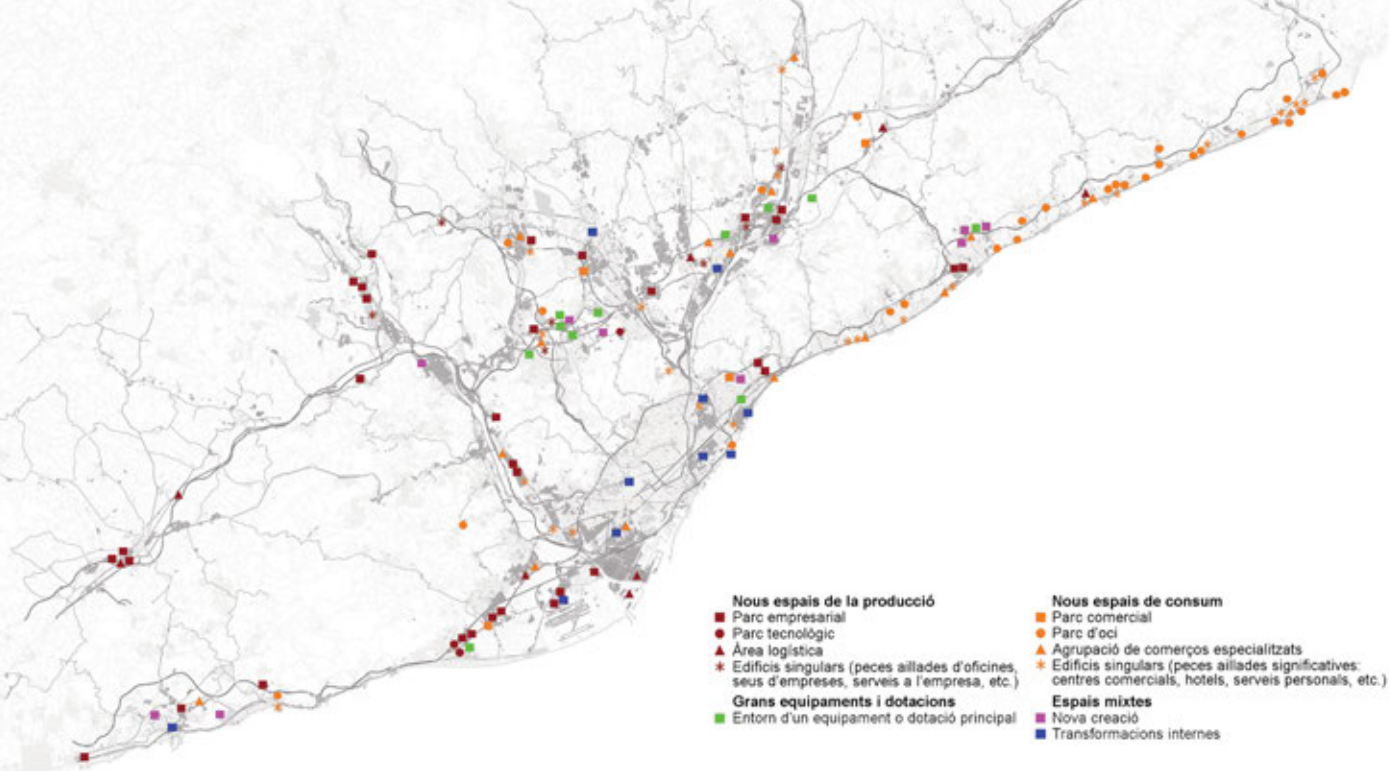 Nous espais de la producció
Parc empresarial
Parc tecnològic
Àrea logística
Edificis singulars (peces aillades d'oficines,
seus d'empreses, serveis a l'empresa, etc.)
Grans equipaments i dotacions
Entorn d'un equipament o dotació principal
Nous espais de consum
Parc comercial
Parc d'oci
Agrupació de comerços especialitzats
Edificis singulars (peces aillades significatives:
centres comercials, hotels, serveis personals, etc.)
Espais mixtes
Nova creació
Transformacions internes